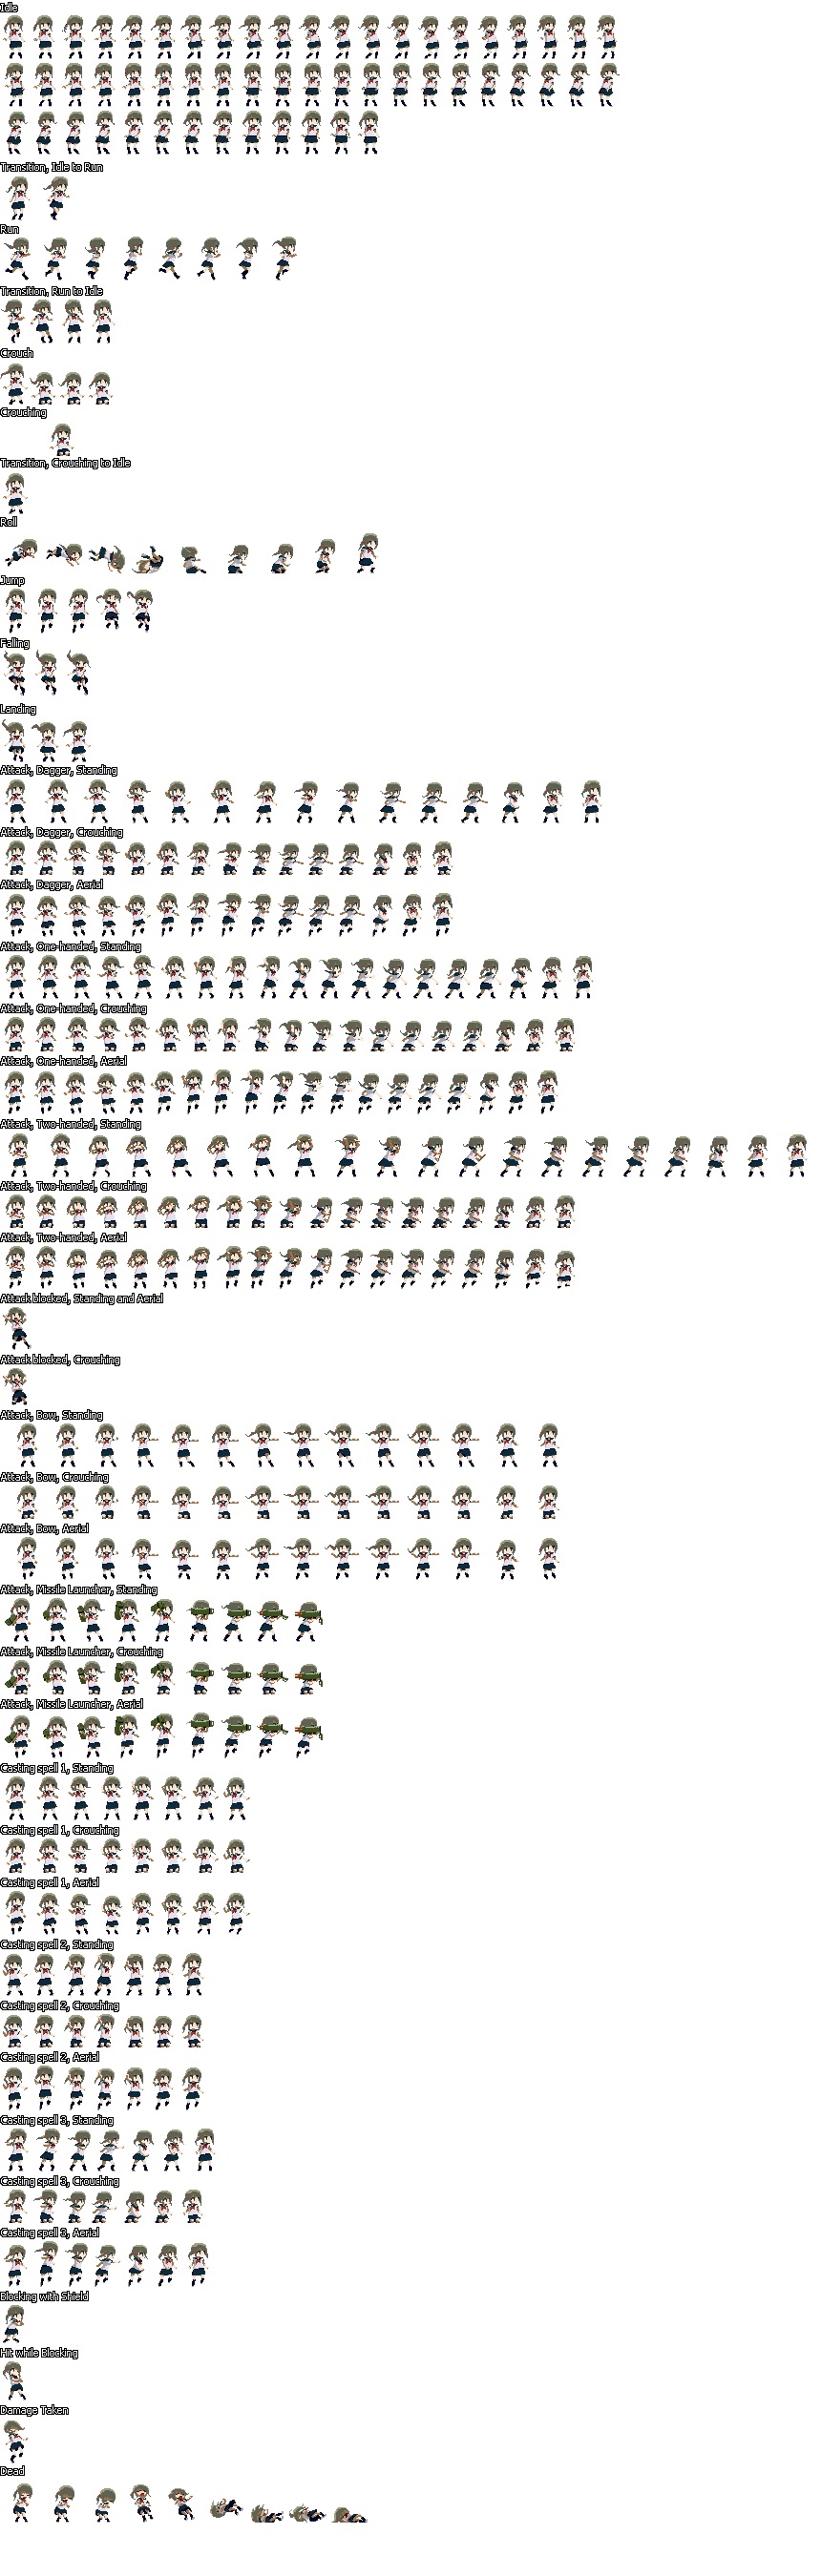 Idle
Transition, Idle to Run
Run
Transition, Run to Idle
Crouch
Crouching
Transition, Crouching to Idle
Roll
Jump
Falling
Landing
Attack, Dagger, Standing
Attack, Dagger, Crouching
Attack, Dagger, Aerial
Attack, One-handed, Standing
Attack, One-handed, Crouching
Attack, One-handed, Aerial
Attack, Two-handed, Standing
Attack, Two-handed, Crouching
Attack, Two-handed, Aerial
Attack blocked, Standing and Aerial
Attack blocked, Crouching
Attack, Bow, Standing
Attack, Bow, Crouching
Attack, Bow, Aerial
Attack, Missile Launcher, Standing
Attack, Missile Launcher, Crouching
Attack, Missile Launcher, Aerial
Casting spell 1, Standing
Casting spell 1, Crouching
Casting spell 1, Aerial
Casting spell 2, Standing
Casting spell 2, Crouching
Casting spell 2, Aerial
Casting spell 3, Standing
Casting spell 3, Crouching
Casting spell 3, Aerial
Blocking with Shield
Hit while Blocking
Damage Taken
Dead